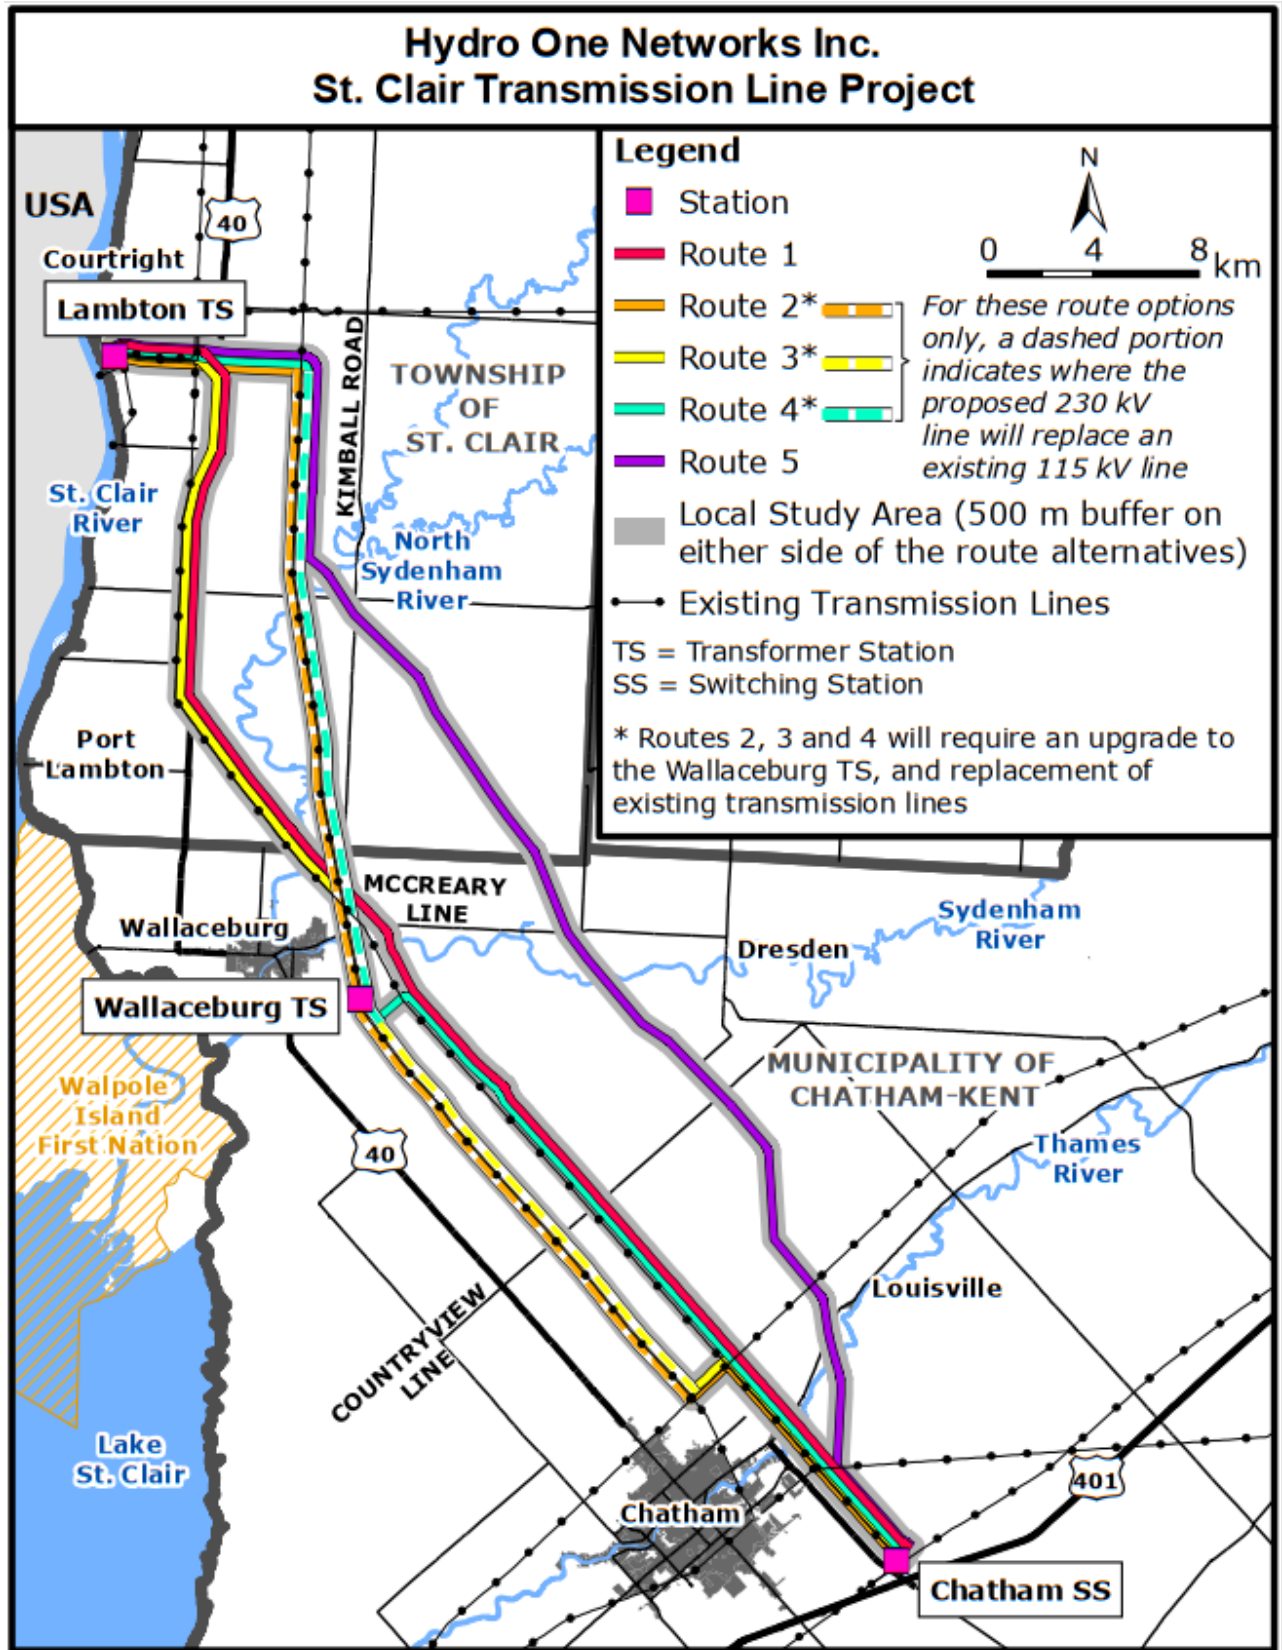 Hydro One Networks Inc.
St. Clair Transmission Line Project
Legend
Station
Route 1
Route 2*
Route 3*
Route 4*
Route 5
For these route options
only, a dashed portion
indicates where the
proposed 230 kV
line will replace an
existing 115 kV line
Local Study Area (500 m buffer on
either side of the route alternatives)
Existing Transmission Lines
TS = Transformer Station
SS = Switching Station
* Routes 2, 3 and 4 will require an upgrade to
the Wallaceburg TS, and replacement of
existing transmission lines
N
0 4 8 km
USA
40
Courtright
Lambton TS
KIMBALL ROAD
TOWNSHIP
OF
ST. CLAIR
St. Clair
River
North
Sydenham
River
Port
Lambton
MCCREARY
LINE
Wallaceburg
Sydenham
River
Dresden
Wallaceburg TS
MUNICIPALITY OF
CHATHAM-KENT
Walpole
Island
First Nation
40
Thames
River
Louisville
COUNTRYVIEW
LINE
Lake
St. Clair
401
Chatham
Chatham SS